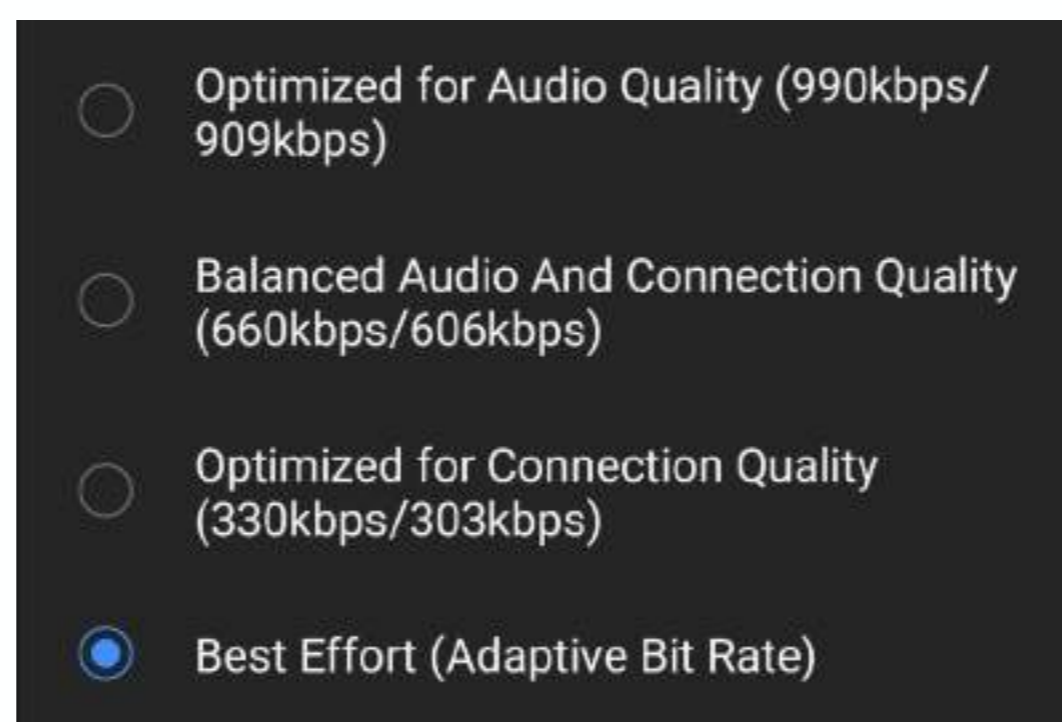 Optimized for Audio Quality (990kbps/
909kbps)
Balanced Audio And Connection Quality
(660kbps/606kbps)
Optimized for Connection Quality
(330kbps/303kbps)
Best Effort (Adaptive Bit Rate)